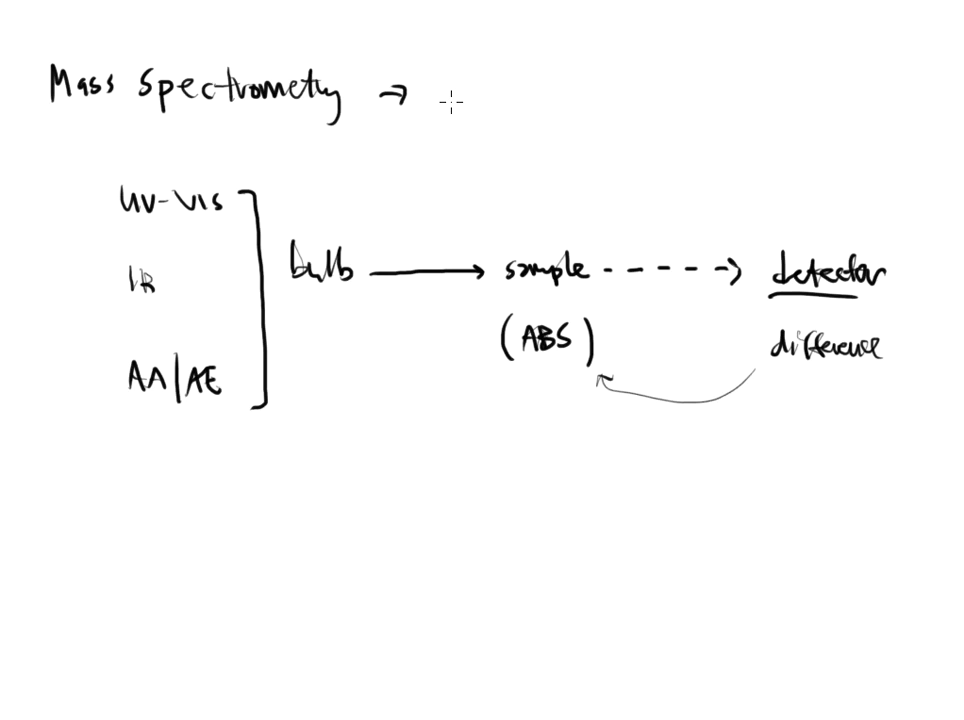 Mass Spectrometry →
UV-VIS
IR
AA|AE
bulb → sample - - - - -> detector
(ABS)
difference